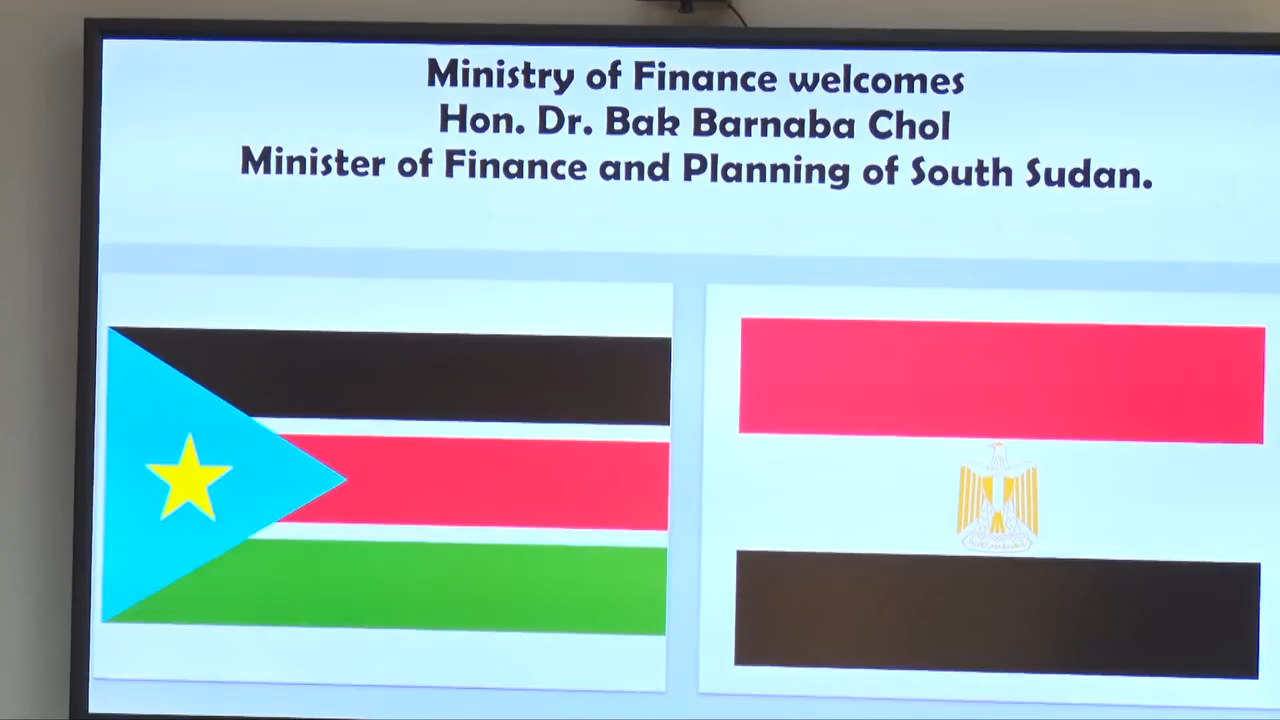 Ministry of Finance welcomes
Hon. Dr. Bak Barnaba Chol
Minister of Finance and Planning of South Sudan.